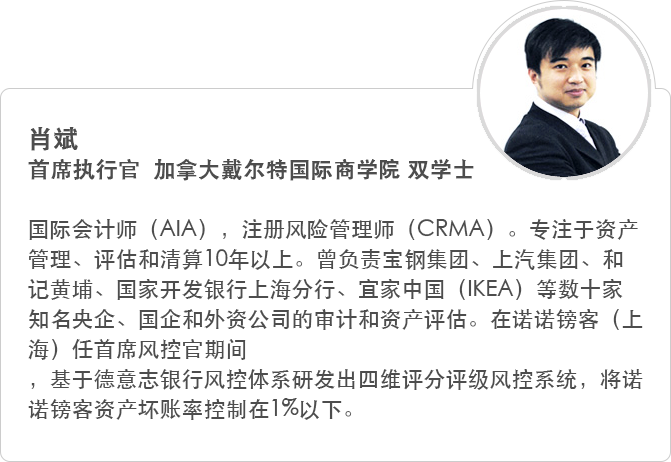 肖斌
首席执行官 加拿大戴尔特国际商学院 双学士
国际会计师（AIA），注册风险管理师（CRMA）。专注于资产
管理、评估和清算10年以上。曾负责宝钢集团、上汽集团、和
记黄埔、国家开发银行上海分行、宜家中国（IKEA）等数十家
知名央企、国企和外资公司的审计和资产评估。在诺诺镑客（上
海）任首席风控官期间
，基于德意志银行风控体系研发出四维评分评级风控系统，将诺
诺镑客资产坏账率控制在1%以下。